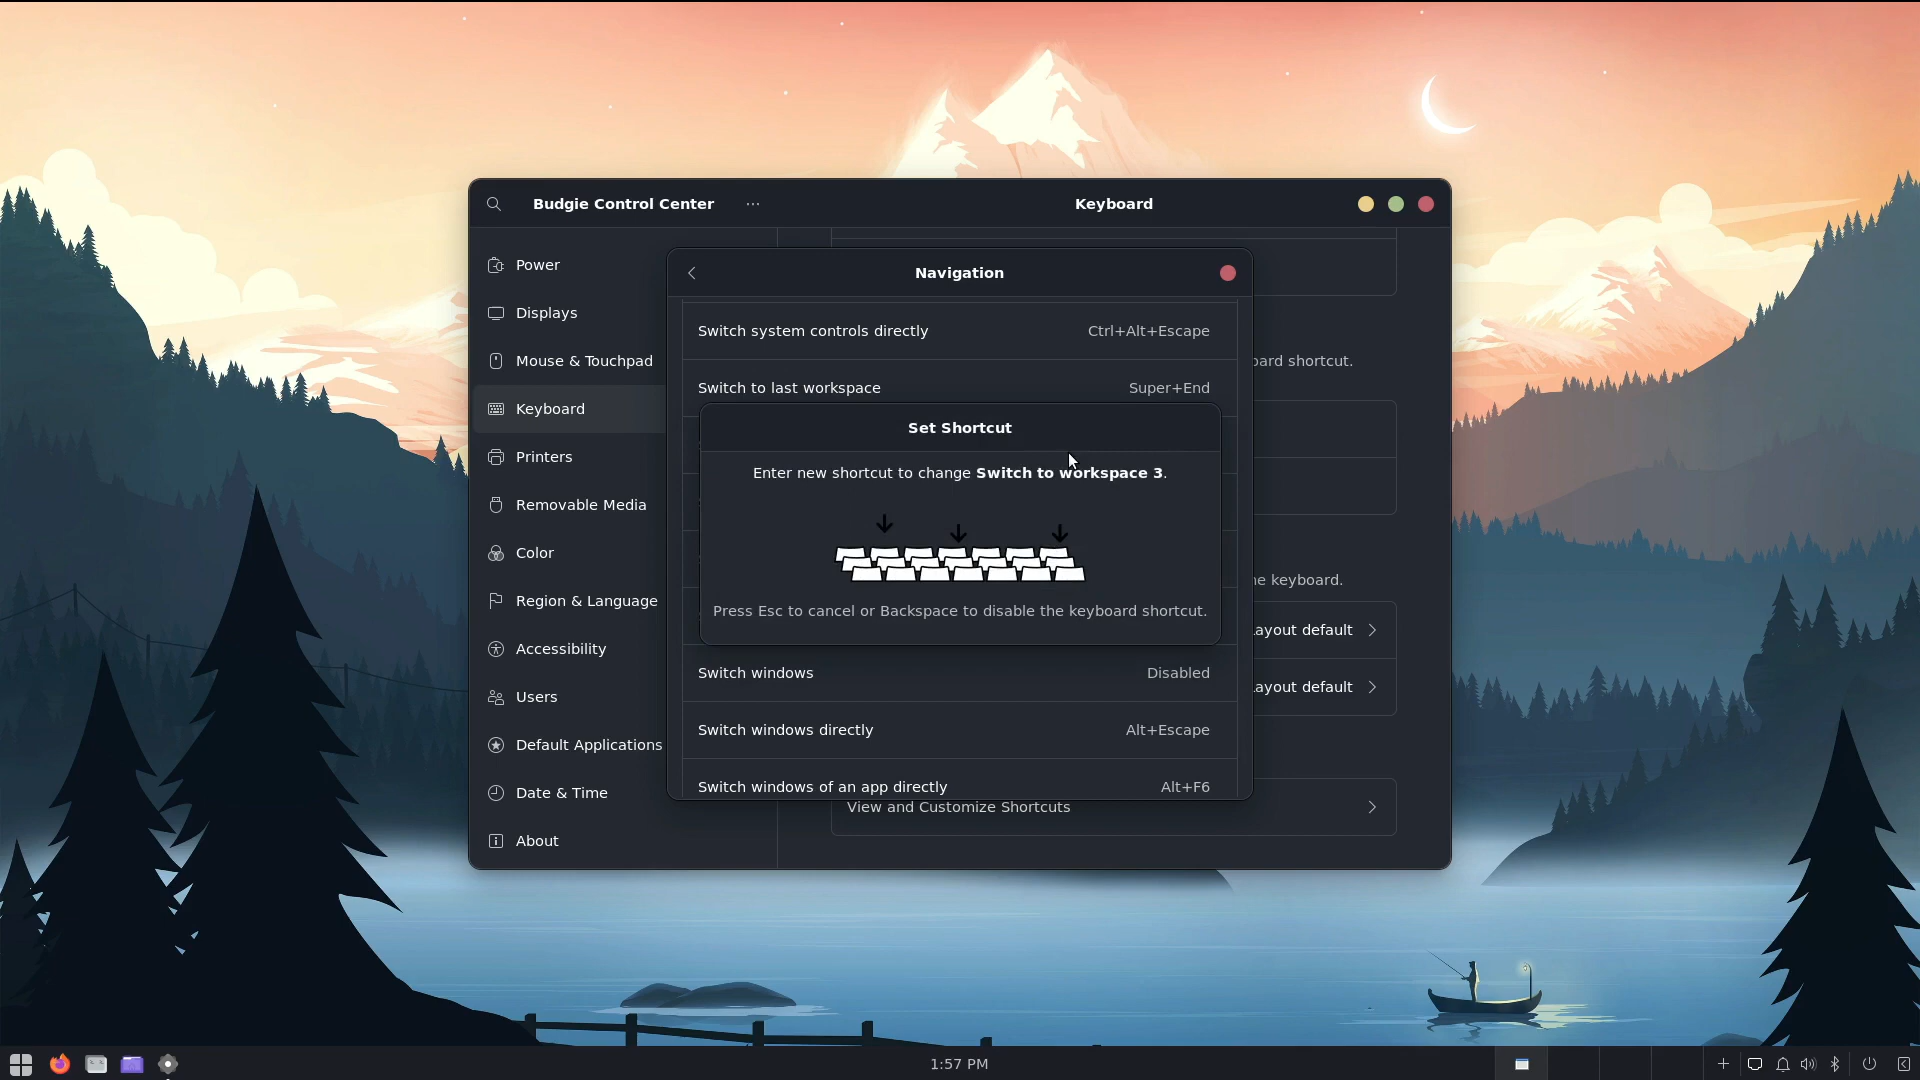 Budgie Control Center
Keyboard
Power
Displays
Mouse & Touchpad
Keyboard
Printers
Removable Media
Color
Region & Language
Accessibility
Users
Default Applications
Date & Time
About
Navigation
Switch system controls directly Ctrl+Alt+Escape
Switch to last workspace Super+End
Set Shortcut
Enter new shortcut to change Switch to workspace 3.
Press Esc to cancel or Backspace to disable the keyboard shortcut.
Switch windows Disabled
Switch windows directly Alt+Escape
Switch windows of an app directly Alt+F6
shortcut.
keyboard.
default
default
View and Customize Shortcuts
1:57 PM